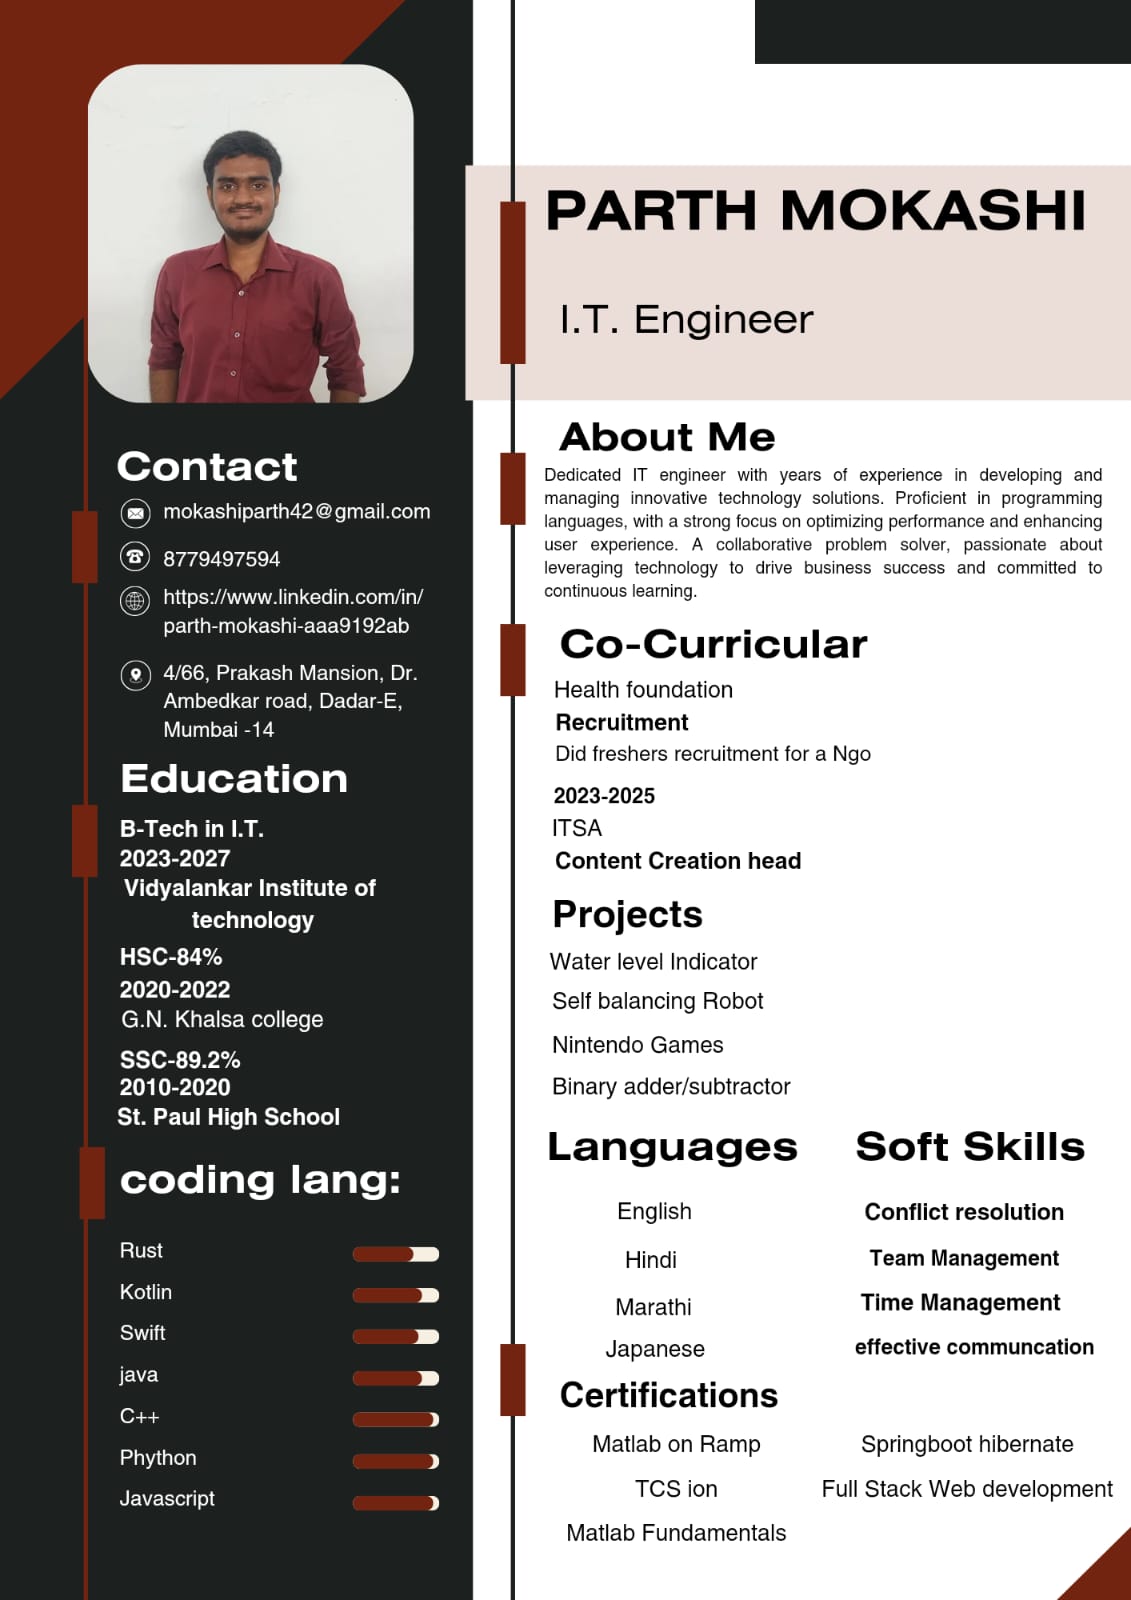 PARTH MOKASHI
I.T. Engineer
Contact
mokashiparth42@gmail.com
8779497594
https://www.linkedin.com/in/
parth-mokashi-aaa9192ab
4/66, Prakash Mansion, Dr.
Ambedkar road, Dadar-E,
Mumbai -14
Education
B-Tech in I.T.
2023-2027
Vidyalankar Institute of
technology
HSC-84%
2020-2022
G.N. Khalsa college
SSC-89.2%
2010-2020
St. Paul High School
coding lang:
Rust
Kotlin
Swift
java
C++
Phython
Javascript
About Me
Dedicated IT engineer with years of experience in developing and
managing innovative technology solutions. Proficient in programming
languages, with a strong focus on optimizing performance and enhancing
user experience. A collaborative problem solver, passionate about
leveraging technology to drive business success and committed to
continuous learning.
Co-Curricular
Health foundation
Recruitment
Did freshers recruitment for a Ngo
2023-2025
ITSA
Content Creation head
Projects
Water level Indicator
Self balancing Robot
Nintendo Games
Binary adder/subtractor
Languages
English
Hindi
Marathi
Japanese
Soft Skills
Conflict resolution
Team Management
Time Management
effective communcation
Certifications
Matlab on Ramp
TCS ion
Matlab Fundamentals
Springboot hibernate
Full Stack Web development